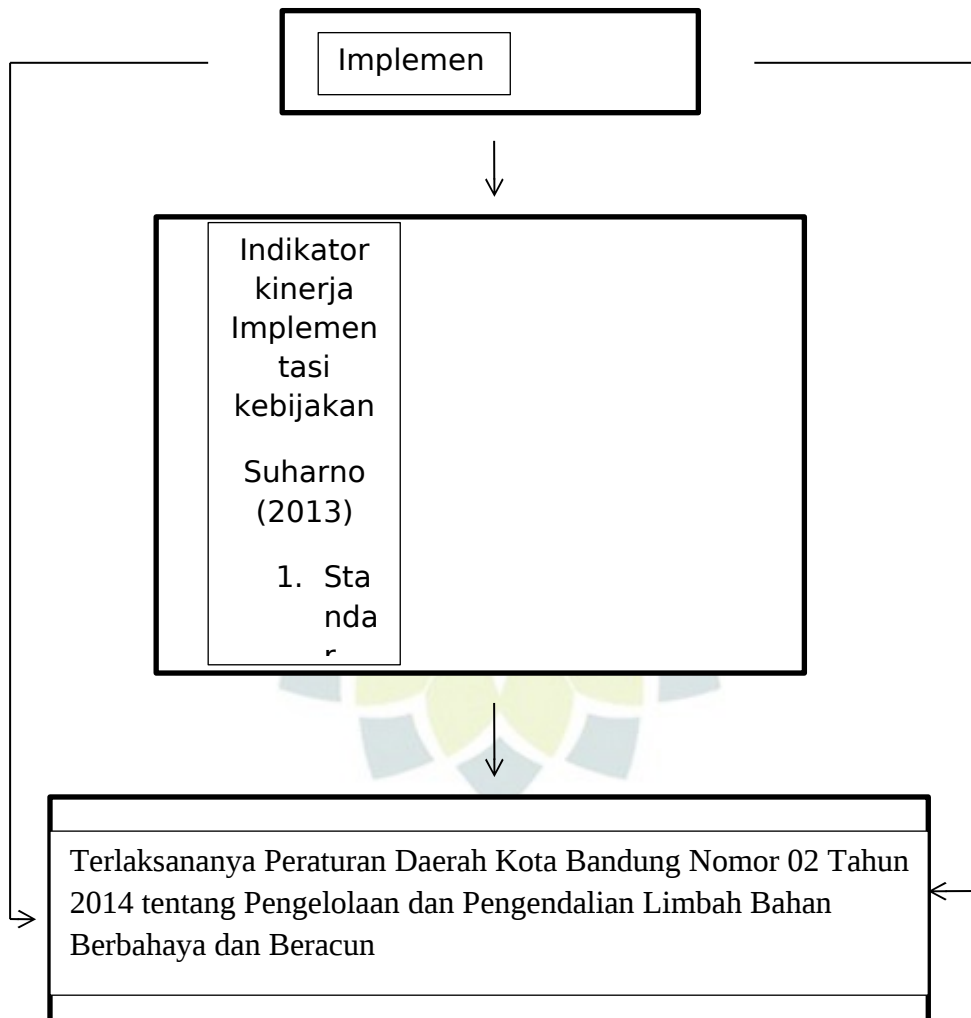 Implemen
Indikator
kinerja
Implemen
tasi
kebijakan
Suharno
(2013)
1. Sta
nda
r
Terlaksananya Peraturan Daerah Kota Bandung Nomor 02 Tahun
2014 tentang Pengelolaan dan Pengendalian Limbah Bahan
Berbahaya dan Beracun